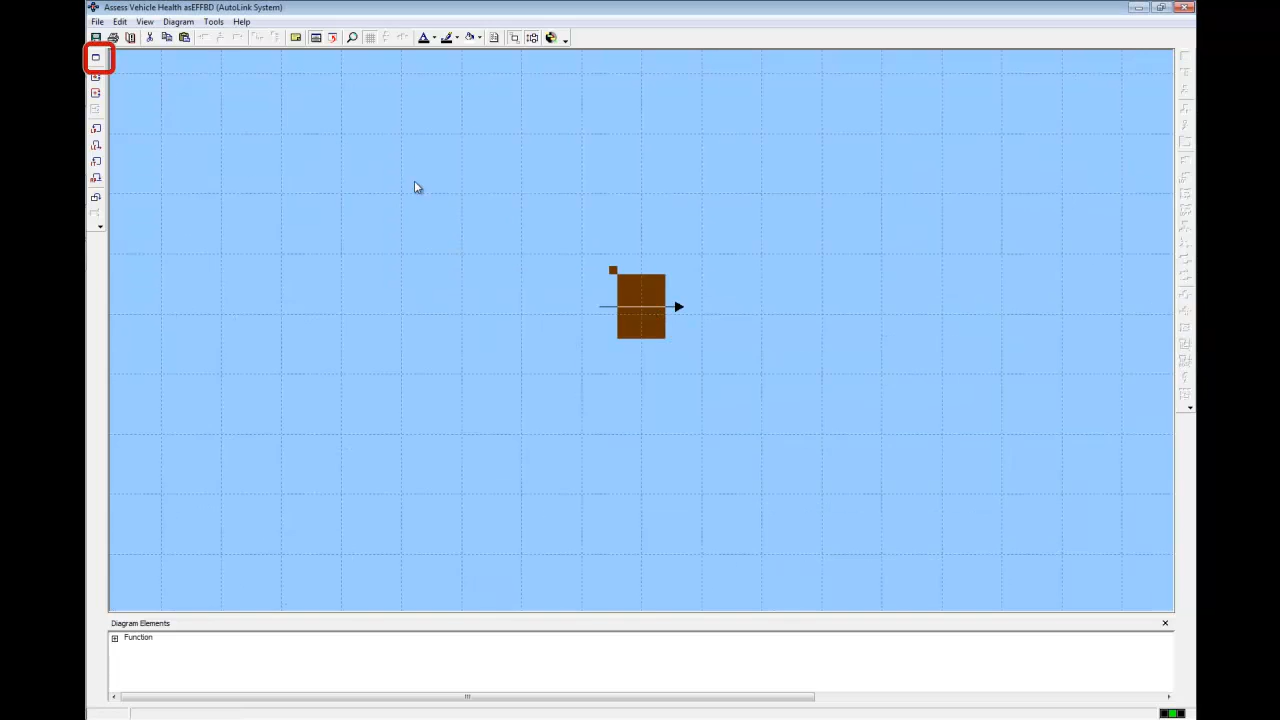 Assess Vehicle Health asEFFBD (AutoLink System)
File Edit View Diagram Tools Help
Diagram Elements
Function